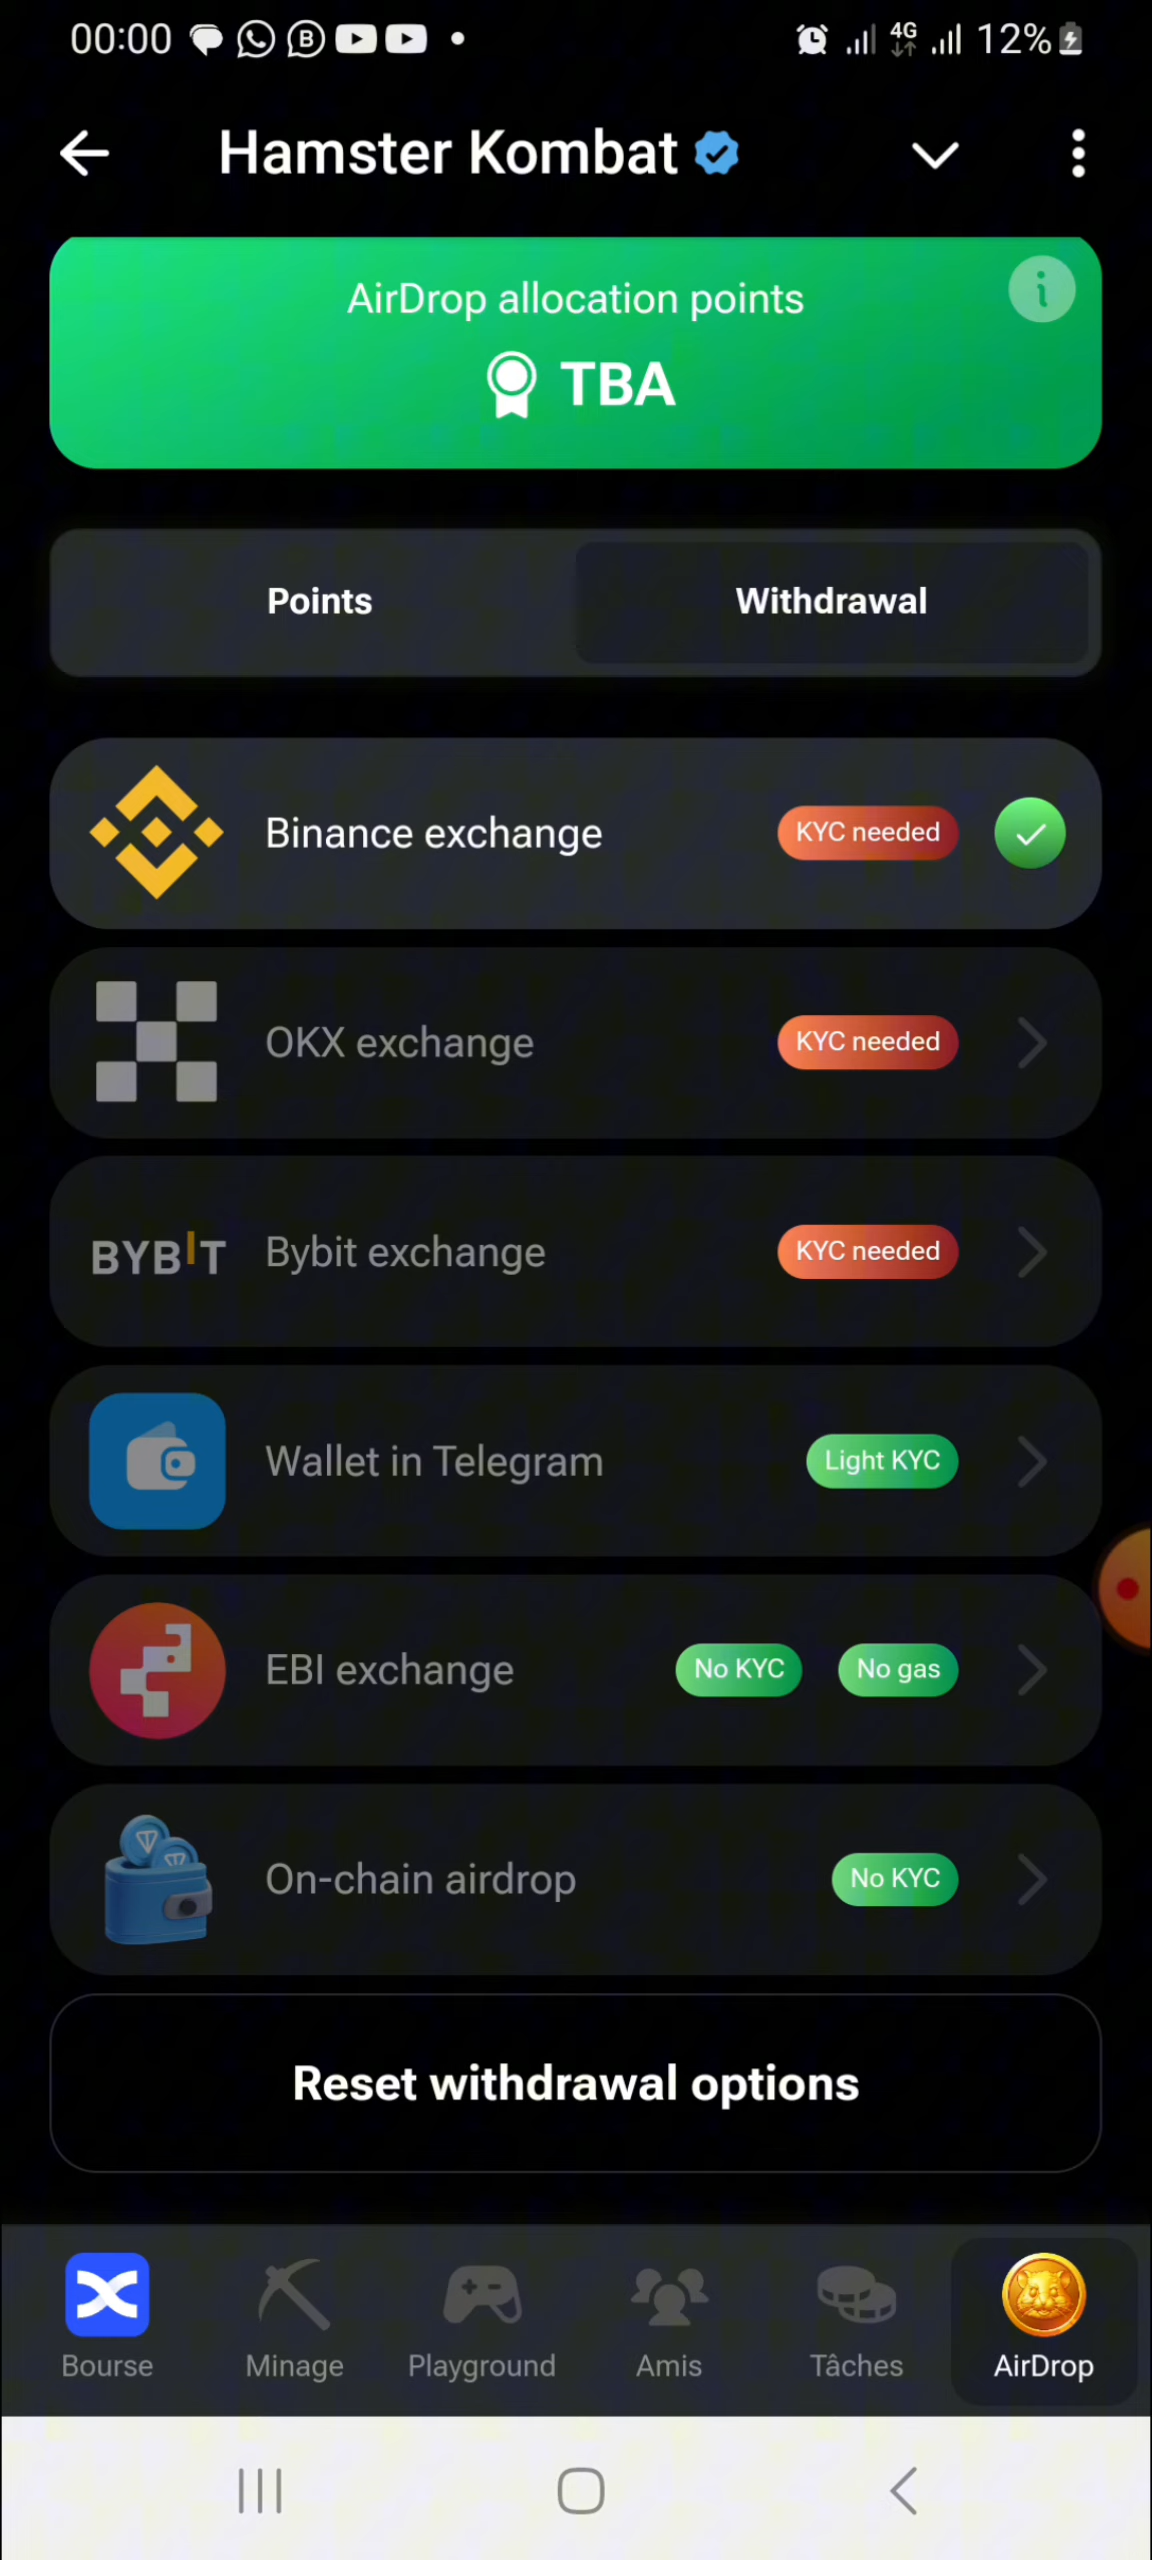 00:00 4G 12%
Hamster Kombat
AirDrop allocation points
TBA
Points Withdrawal
Binance exchange KYC needed
OKX exchange KYC needed
BYBIT Bybit exchange KYC needed
Wallet in Telegram Light KYC
EBI exchange No KYC No gas
On-chain airdrop No KYC
Reset withdrawal options
Bourse Minage Playground Amis Tâches AirDrop